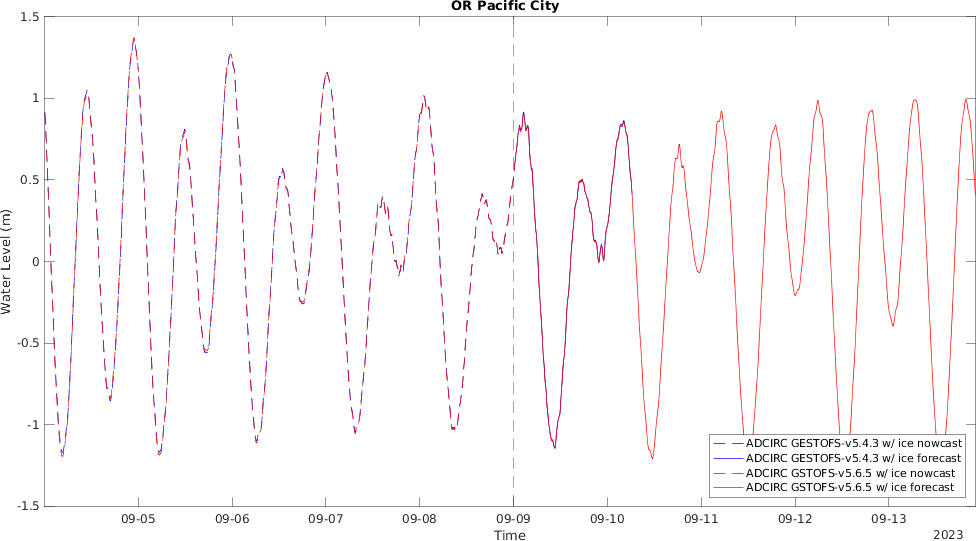 OR Pacific City
1.5
1
0.5
0
-0.5
-1
-1.5
Water Level (m)
ADCIRC GESTOFS-v5.4.3 w/ ice nowcast
ADCIRC GESTOFS-v5.4.3 w/ ice forecast
ADCIRC GSTOFS-v5.6.5 w/ ice nowcast
ADCIRC GSTOFS-v5.6.5 w/ ice forecast
09-05 09-06 09-07 09-08 09-09 09-10 09-11 09-12 09-13
Time
2023